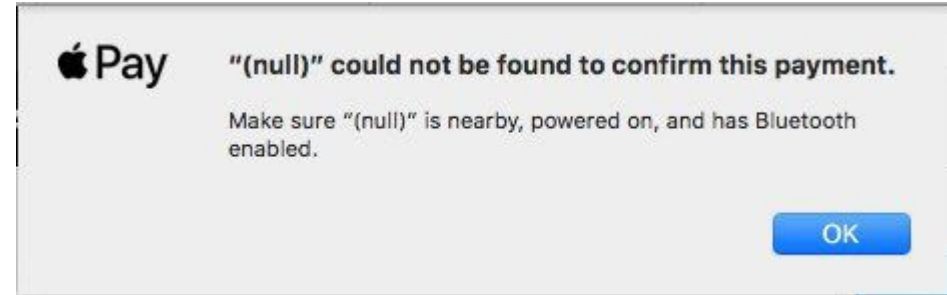 Pay
“(null)” could not be found to confirm this payment.
Make sure “(null)” is nearby, powered on, and has Bluetooth
enabled.
OK